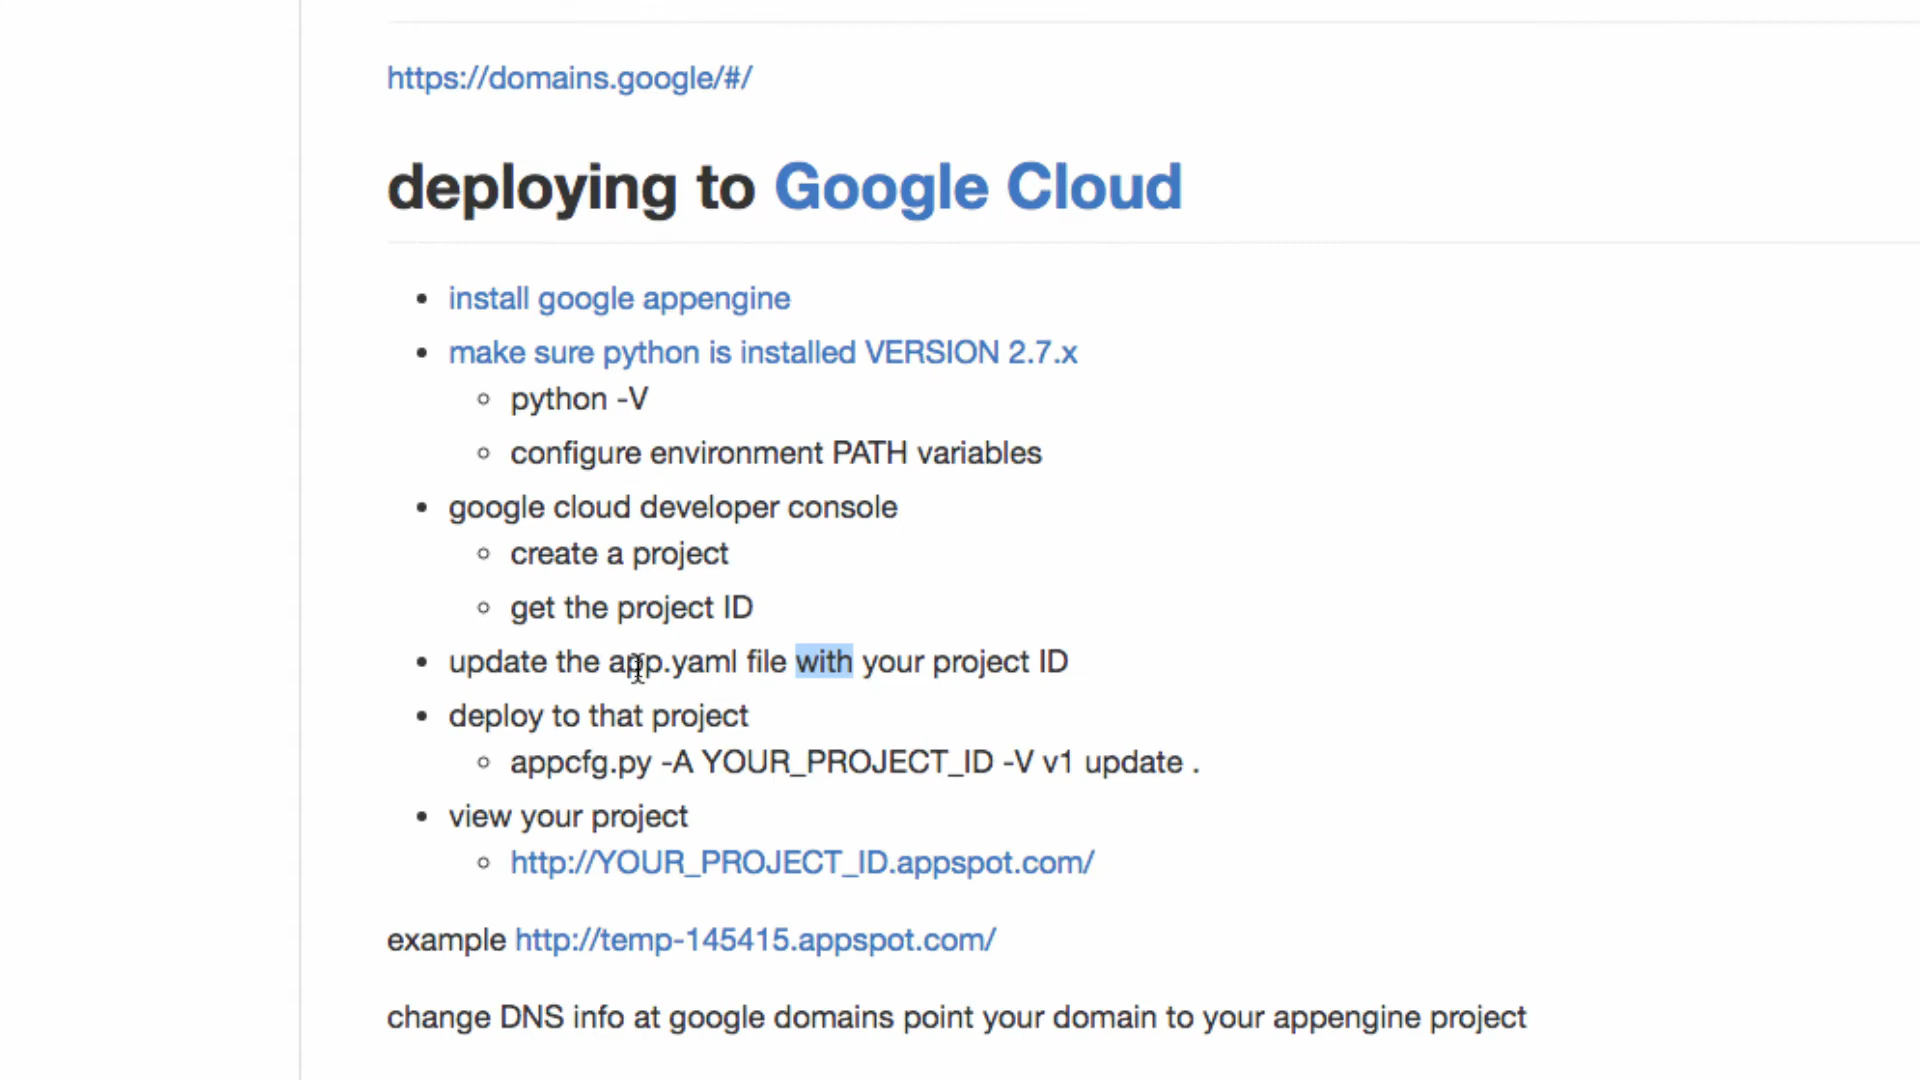 https://domains.google/#/
deploying to Google Cloud
install google appengine
make sure python is installed VERSION 2.7.x
python -V
configure environment PATH variables
google cloud developer console
create a project
get the project ID
update the app.yaml file with your project ID
deploy to that project
appcfg.py -A YOUR_PROJECT_ID -V v1 update .
view your project
http://YOUR_PROJECT_ID.appspot.com/
example http://temp-145415.appspot.com/
change DNS info at google domains point your domain to your appengine project